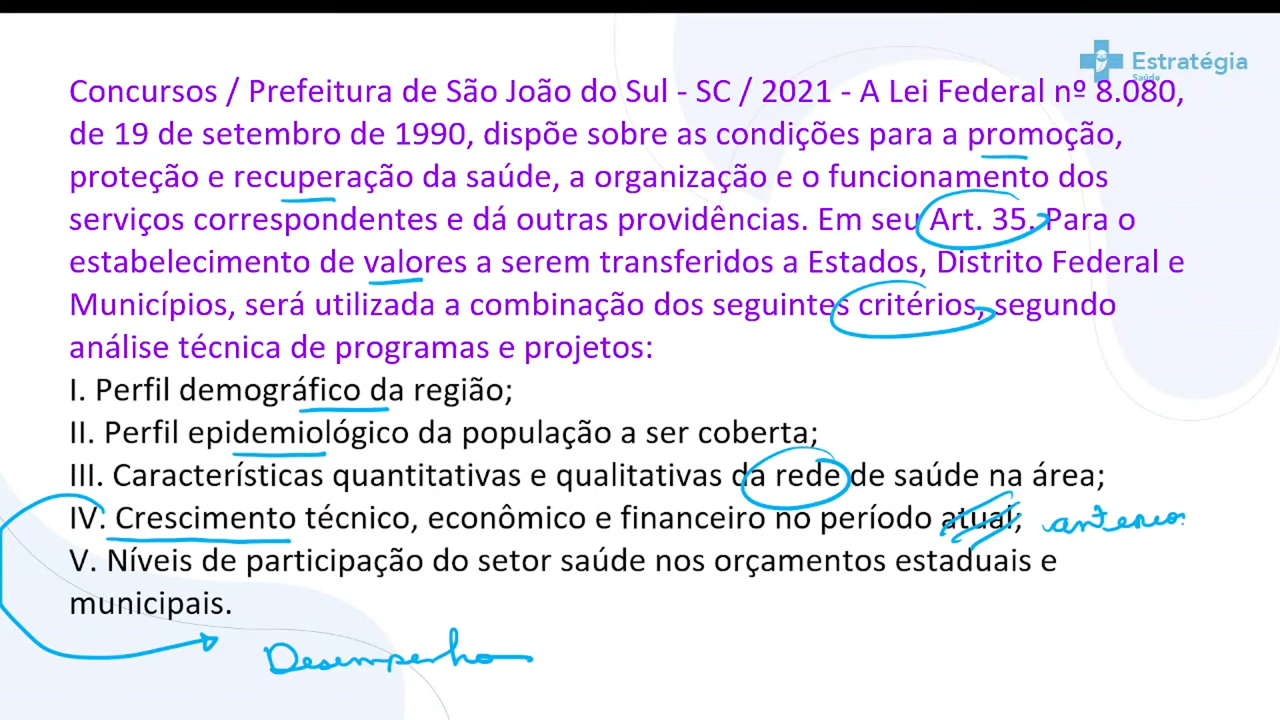 Estratégia
Saúde
Concursos / Prefeitura de São João do Sul - SC / 2021 - A Lei Federal nº 8.080,
de 19 de setembro de 1990, dispõe sobre as condições para a promoção,
proteção e recuperação da saúde, a organização e o funcionamento dos
serviços correspondentes e dá outras providências. Em seu Art. 35. Para o
estabelecimento de valores a serem transferidos a Estados, Distrito Federal e
Municípios, será utilizada a combinação dos seguintes critérios, segundo
análise técnica de programas e projetos:
I. Perfil demográfico da região;
II. Perfil epidemiológico da população a ser coberta;
III. Características quantitativas e qualitativas da rede de saúde na área;
IV. Crescimento técnico, econômico e financeiro no período atual; anterior
V. Níveis de participação do setor saúde nos orçamentos estaduais e
municipais.
Desempenho